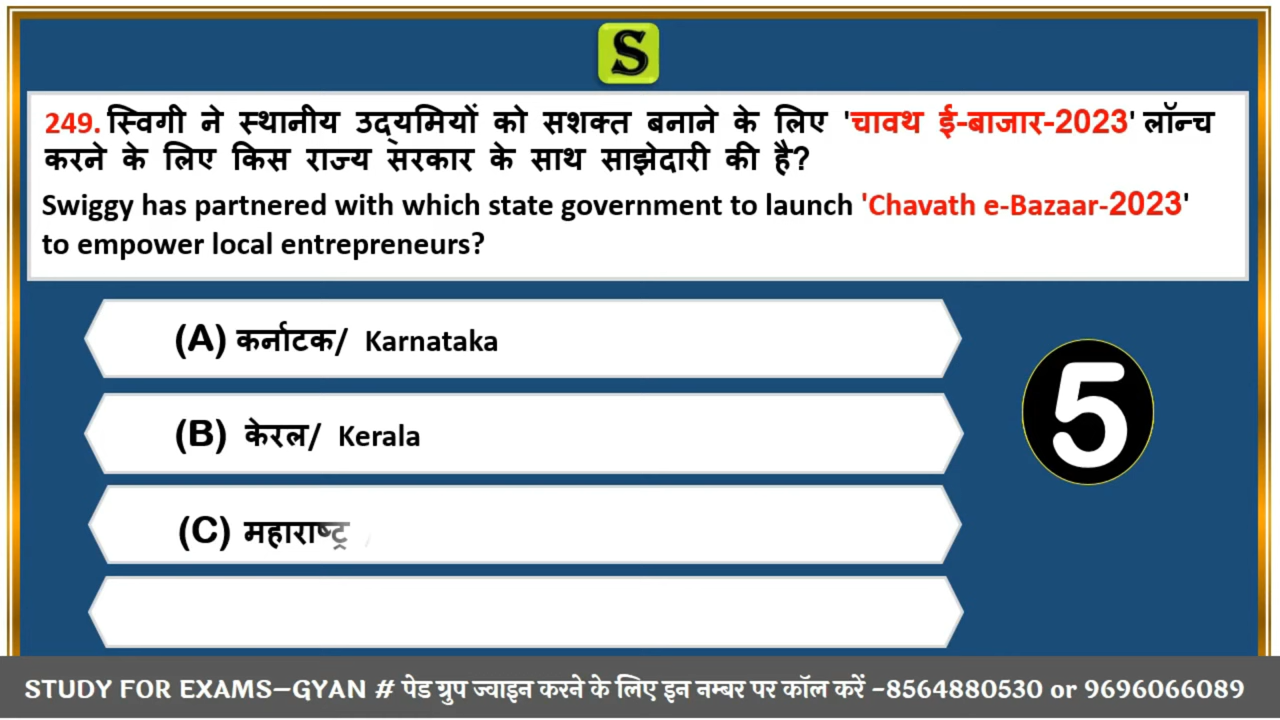 S
249. स्विगी ने स्थानीय उद्यमियों को सशक्त बनाने के लिए 'चावथ ई-बाजार-2023' लॉन्च
करने के लिए किस राज्य सरकार के साथ साझेदारी की है?
Swiggy has partnered with which state government to launch 'Chavath e-Bazaar-2023'
to empower local entrepreneurs?
(A) कर्नाटक/ Karnataka
(B) केरल/ Kerala
5
(C) महाराष्ट्र
STUDY FOR EXAMS–GYAN # पेड ग्रुप ज्वाइन करने के लिए इन नम्बर पर कॉल करें –8564880530 or 9696066089